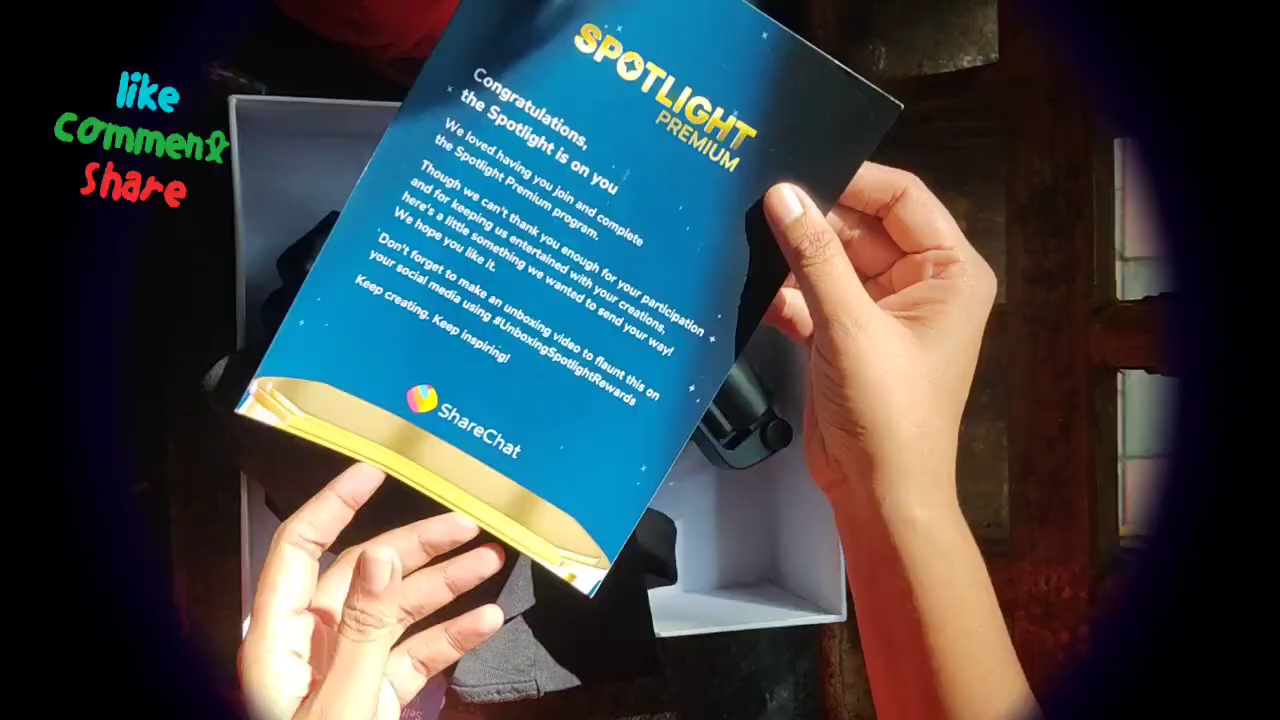 like
comment
share
SPOTLIGHT
PREMIUM
Congratulations,
the Spotlight is on you
We loved having you join and complete
the Spotlight Premium program.
Though we can't thank you enough for your participation
and for keeping us entertained with your creations,
here's a little something we wanted to send your way!
We hope you like it.
Don't forget to make an unboxing video to flaunt this on
your social media using #UnboxingSpotlightRewards
Keep creating. Keep inspiring!
ShareChat